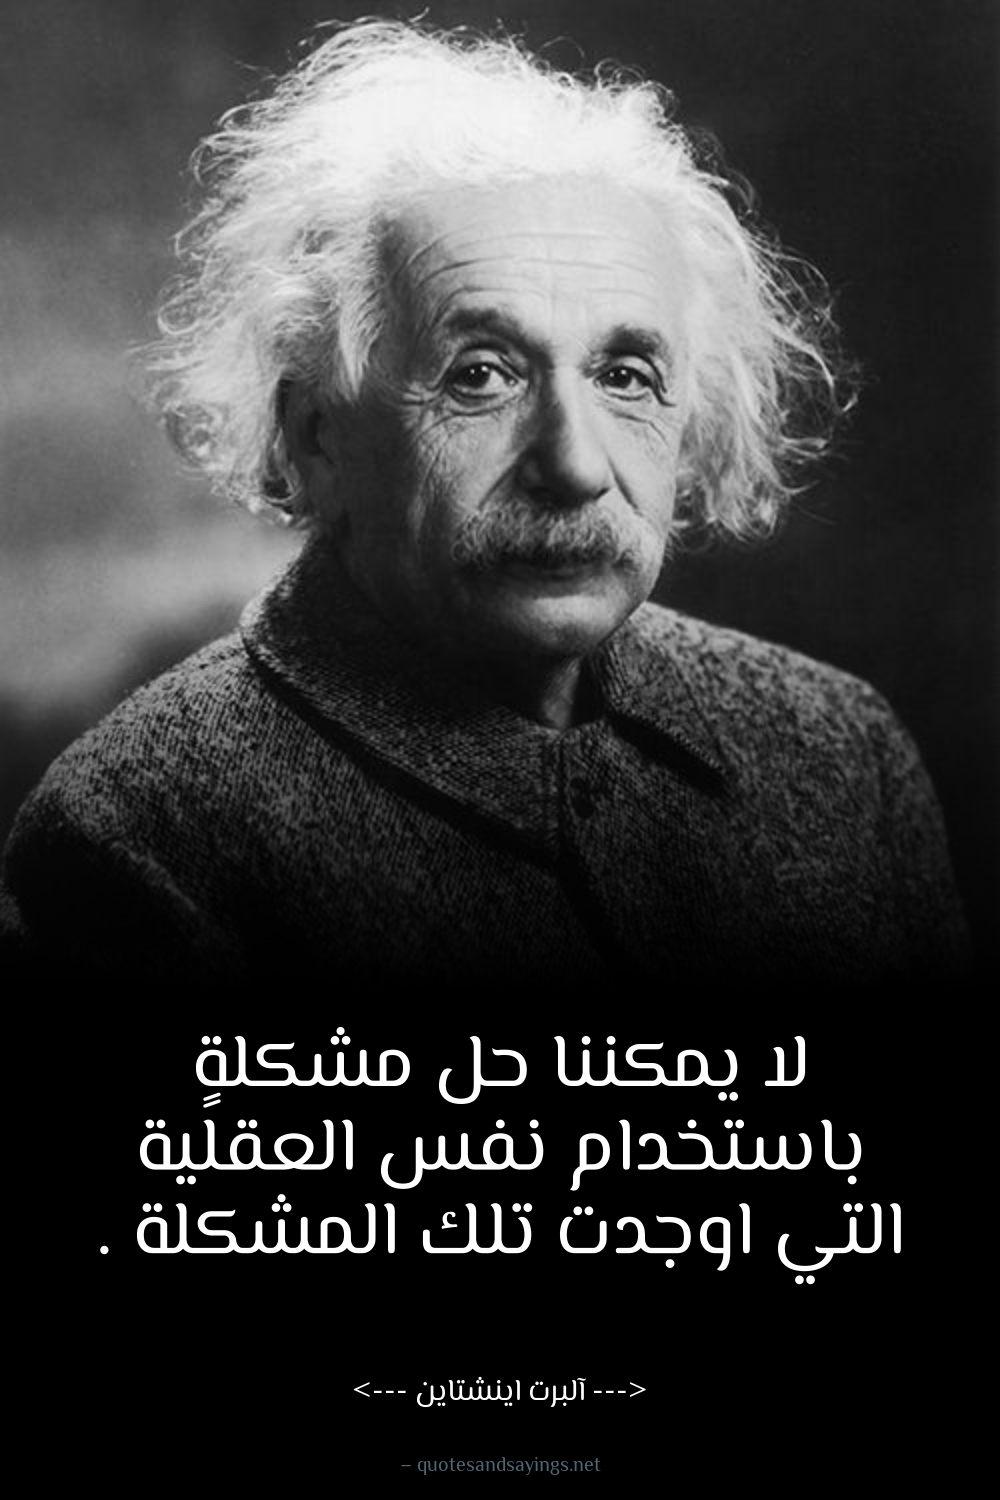 لا يمكننا حل مشكلةٍ
باستخدام نفس العقلية
التي اوجدت تلك المشكلة .
<--- آلبرت اينشتاين --->
– quotesandsayings.net